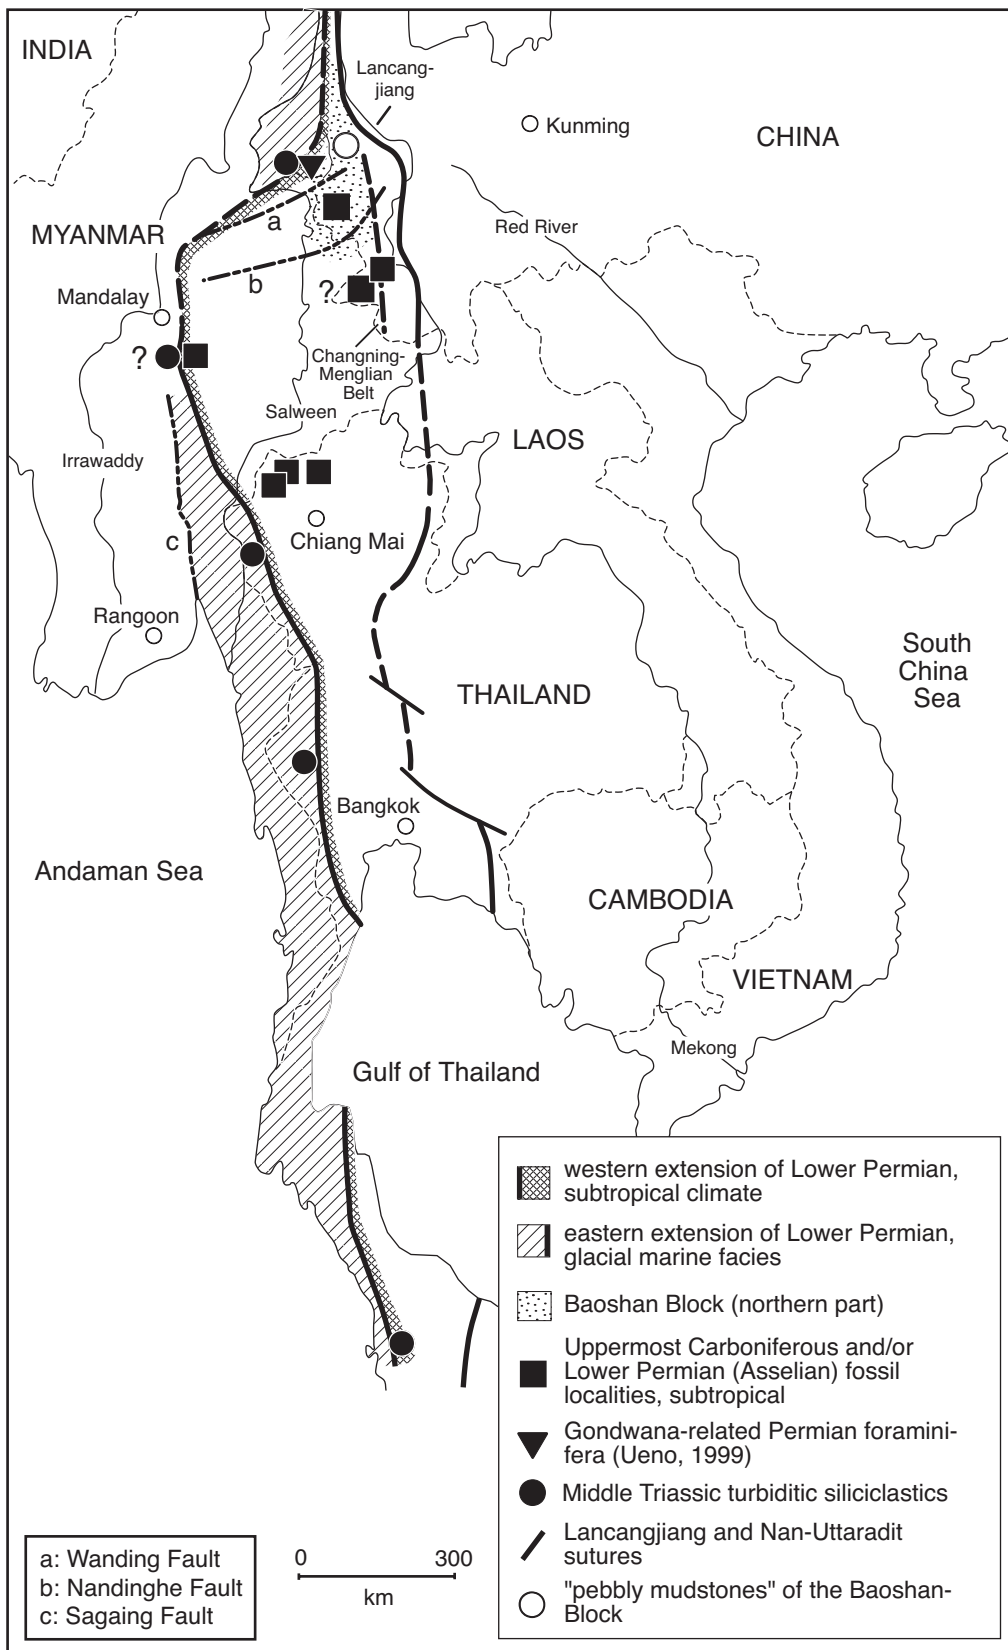 INDIA
Lancang-
jiang
Kunming
CHINA
MYANMAR
a
Red River
b
?
Mandalay
?
Changning-
Menglian
Belt
Salween
LAOS
Irrawaddy
c
Chiang Mai
Rangoon
South
China
Sea
THAILAND
Bangkok
Andaman Sea
CAMBODIA
VIETNAM
Mekong
Gulf of Thailand
western extension of Lower Permian,
subtropical climate
eastern extension of Lower Permian,
glacial marine facies
Baoshan Block (northern part)
Uppermost Carboniferous and/or
Lower Permian (Asselian) fossil
localities, subtropical
Gondwana-related Permian foramini-
fera (Ueno, 1999)
Middle Triassic turbiditic siliciclastics
Lancangjiang and Nan-Uttaradit
sutures
"pebbly mudstones" of the Baoshan-
Block
a: Wanding Fault
b: Nandinghe Fault
c: Sagaing Fault
0 300
km